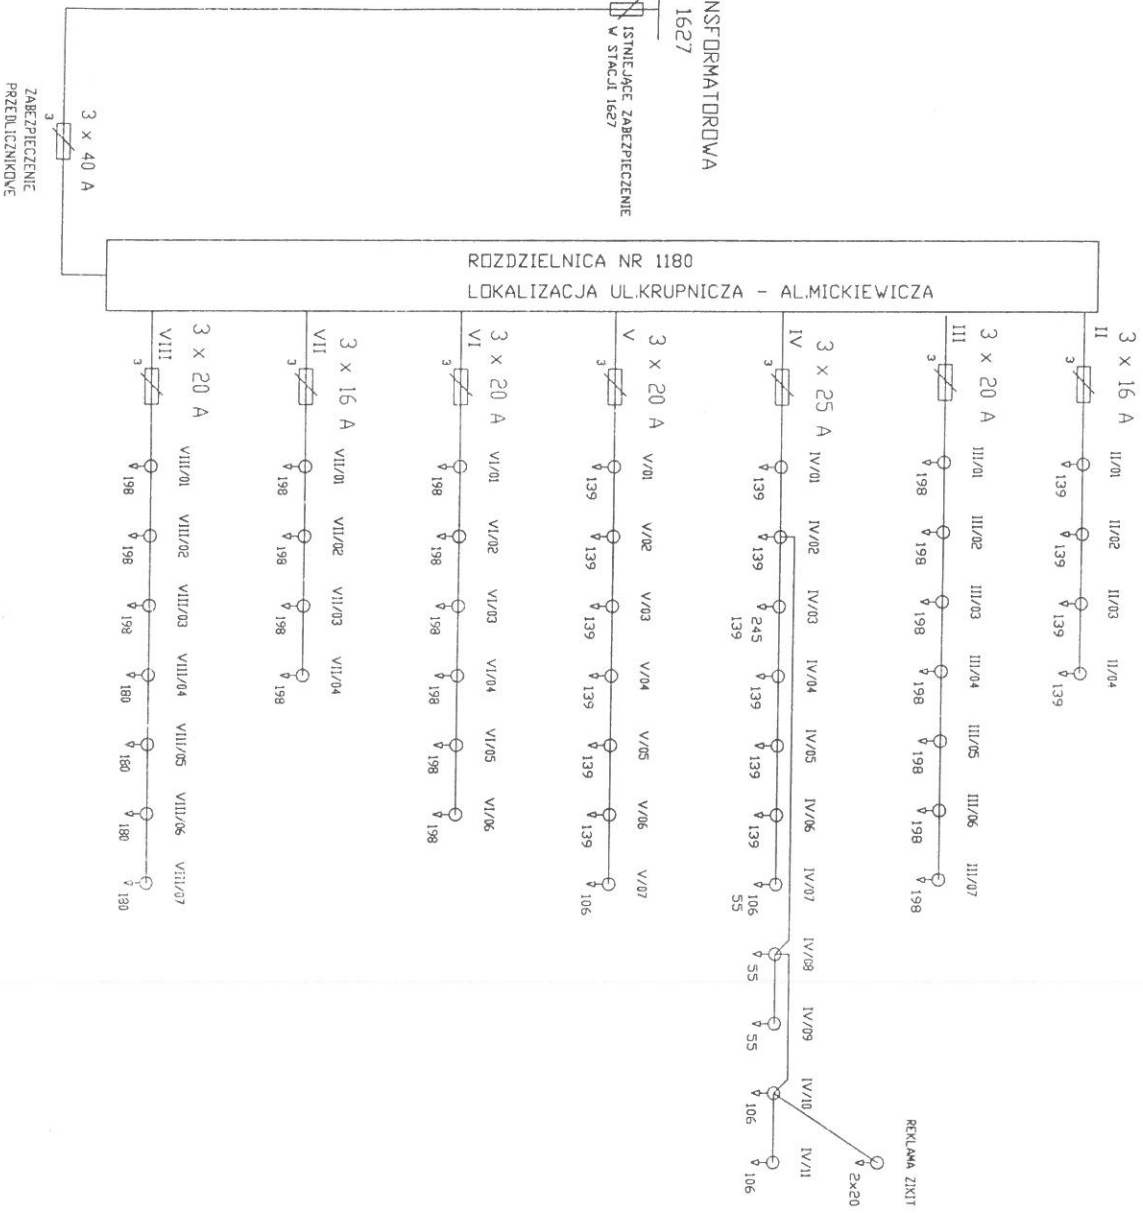 NSFORMATOROWA
1627
ISTNIEJĄCE ZABEZPIECZENIE
W STACJI 1627
3 x 40 A
3
ZABEZPIECZENIE
PRZEDLICZNIKOWE
ROZDZIELNICA NR 1180
LOKALIZACJA UL.KRUPNICZA - AL.MICKIEWICZA
3 x 16 A
II
3
II/01
139
II/02
139
II/03
139
II/04
139
3 x 20 A
III
3
III/01
198
III/02
198
III/03
198
III/04
198
III/05
198
III/06
198
III/07
198
3 x 25 A
IV
3
IV/01
139
IV/02
139
IV/03
245
139
IV/04
139
IV/05
139
IV/06
139
IV/07
106
55
IV/08
55
IV/09
55
IV/10
106
IV/11
106
REKLAMA ZIKIT
2x20
3 x 20 A
V
3
V/01
139
V/02
139
V/03
139
V/04
139
V/05
139
V/06
139
V/07
106
3 x 20 A
VI
3
VI/01
198
VI/02
198
VI/03
198
VI/04
198
VI/05
198
VI/06
198
3 x 16 A
VII
3
VII/01
198
VII/02
198
VII/03
198
VII/04
198
3 x 20 A
VIII
3
VIII/01
198
VIII/02
198
VIII/03
198
VIII/04
180
VIII/05
180
VIII/06
180
VIII/07
180